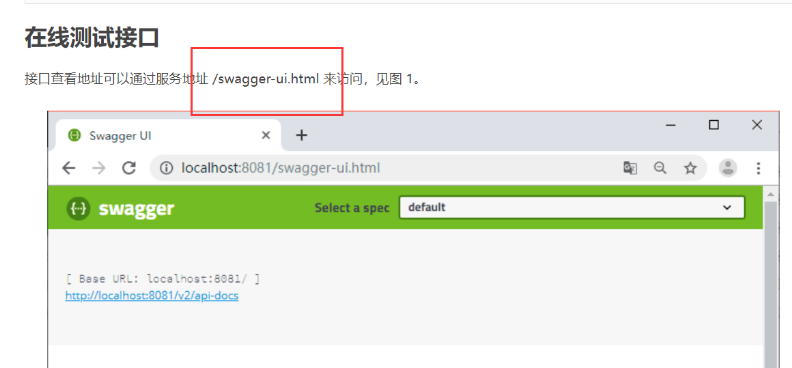 在线测试接口
接口查看地址可以通过服务地址 /swagger-ui.html 来访问，见图 1。
Swagger UI
localhost:8081/swagger-ui.html
swagger
Select a spec
default
[ Base URL: localhost:8081/ ]
http://localhost:8081/v2/api-docs